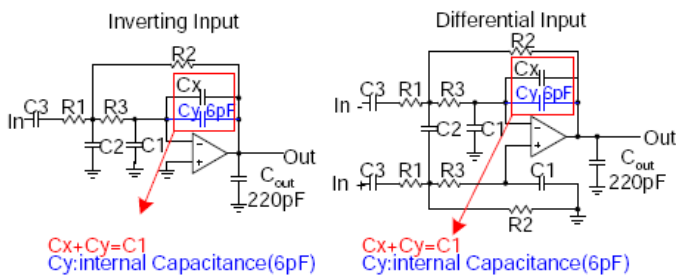 Inverting Input
Differential Input
R2
Cx
Cy 6pF
C3
R1
R3
In
C2
C1
Out
Cout
220pF
Cx+Cy=C1
Cy:internal Capacitance(6pF)
R2
Cx
Cy 6pF
C3
R1
R3
In -
C2
C1
Out
Cout
220pF
In +
C3
R1
R3
C1
R2
Cx+Cy=C1
Cy:internal Capacitance(6pF)